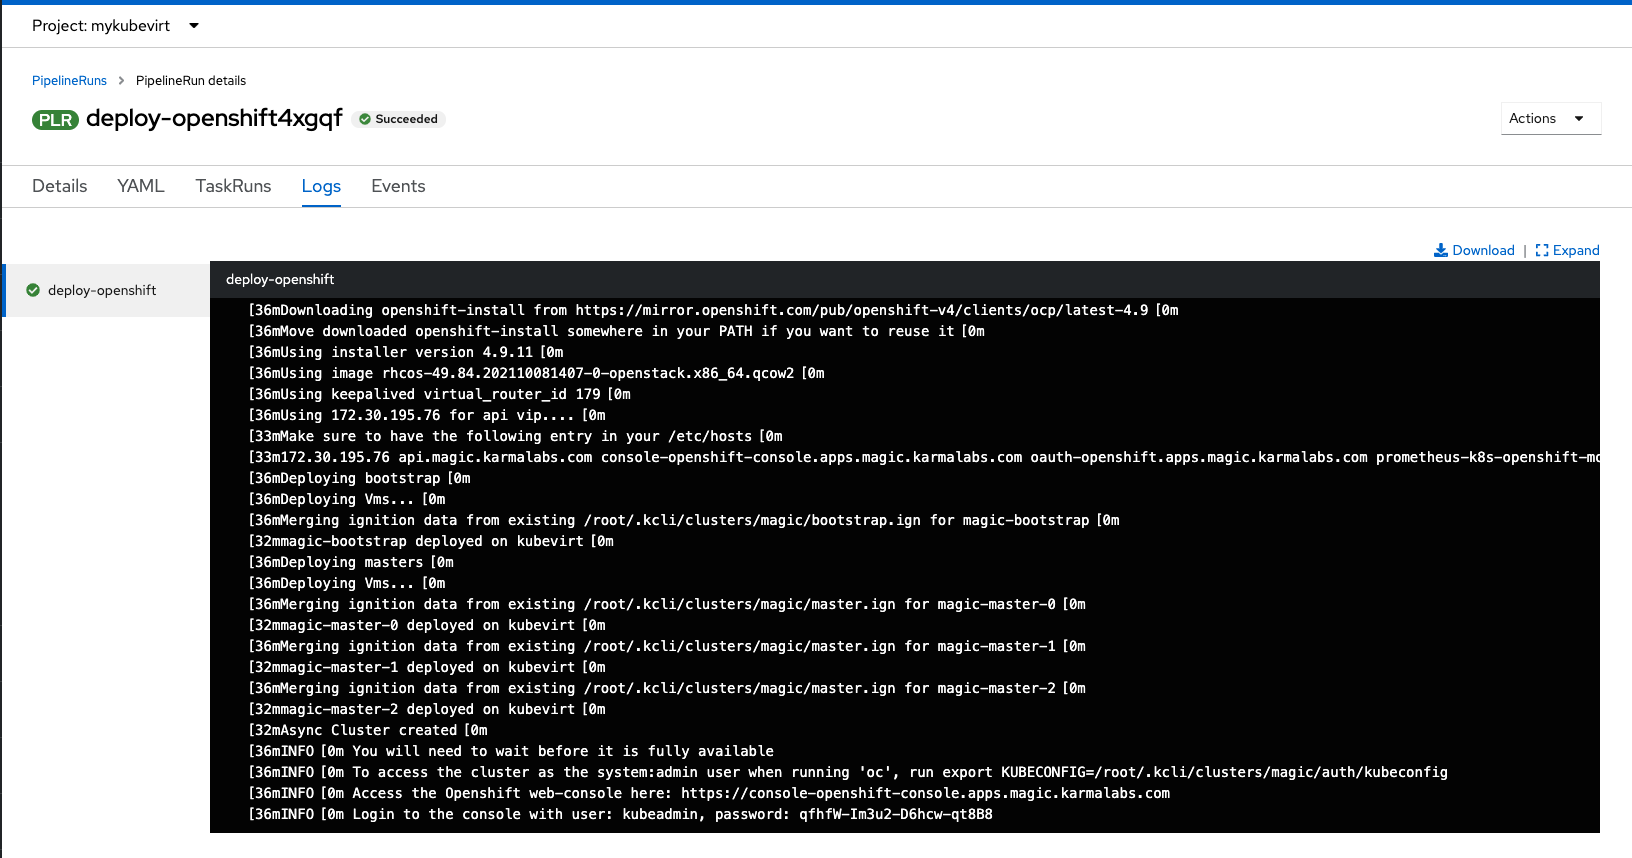 Project: mykubevirt
PipelineRuns > PipelineRun details
PLR deploy-openshift4xgqf Succeeded
Actions
Details YAML TaskRuns Logs Events
Download | Expand
deploy-openshift
deploy-openshift
[36mDownloading openshift-install from https://mirror.openshift.com/pub/openshift-v4/clients/ocp/latest-4.9 [0m
[36mMove downloaded openshift-install somewhere in your PATH if you want to reuse it [0m
[36mUsing installer version 4.9.11 [0m
[36mUsing image rhcos-49.84.202110081407-0-openstack.x86_64.qcow2 [0m
[36mUsing keepalived virtual_router_id 179 [0m
[36mUsing 172.30.195.76 for api vip.... [0m
[33mMake sure to have the following entry in your /etc/hosts [0m
[33m172.30.195.76 api.magic.karmalabs.com console-openshift-console.apps.magic.karmalabs.com oauth-openshift.apps.magic.karmalabs.com prometheus-k8s-openshift-mo
[36mDeploying bootstrap [0m
[36mDeploying Vms... [0m
[36mMerging ignition data from existing /root/.kcli/clusters/magic/bootstrap.ign for magic-bootstrap [0m
[32mmagic-bootstrap deployed on kubevirt [0m
[36mDeploying masters [0m
[36mDeploying Vms... [0m
[36mMerging ignition data from existing /root/.kcli/clusters/magic/master.ign for magic-master-0 [0m
[32mmagic-master-0 deployed on kubevirt [0m
[36mMerging ignition data from existing /root/.kcli/clusters/magic/master.ign for magic-master-1 [0m
[32mmagic-master-1 deployed on kubevirt [0m
[36mMerging ignition data from existing /root/.kcli/clusters/magic/master.ign for magic-master-2 [0m
[32mmagic-master-2 deployed on kubevirt [0m
[32mAsync Cluster created [0m
[36mINFO [0m You will need to wait before it is fully available
[36mINFO [0m To access the cluster as the system:admin user when running 'oc', run export KUBECONFIG=/root/.kcli/clusters/magic/auth/kubeconfig
[36mINFO [0m Access the Openshift web-console here: https://console-openshift-console.apps.magic.karmalabs.com
[36mINFO [0m Login to the console with user: kubeadmin, password: qfhfW-Im3u2-D6hcw-qt8B8